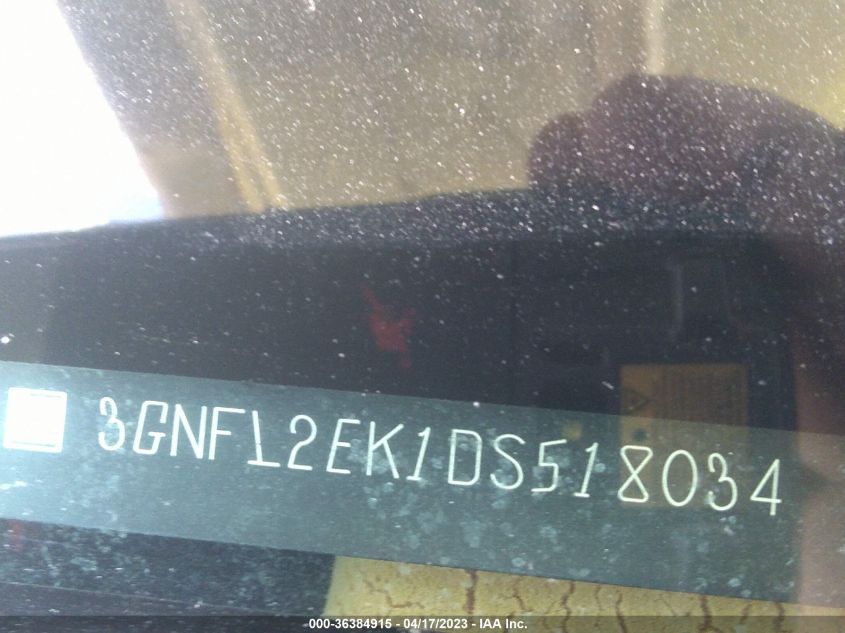 3GNFL2EK1DS518034
000-36384915 - 04/17/2023 - IAA Inc.